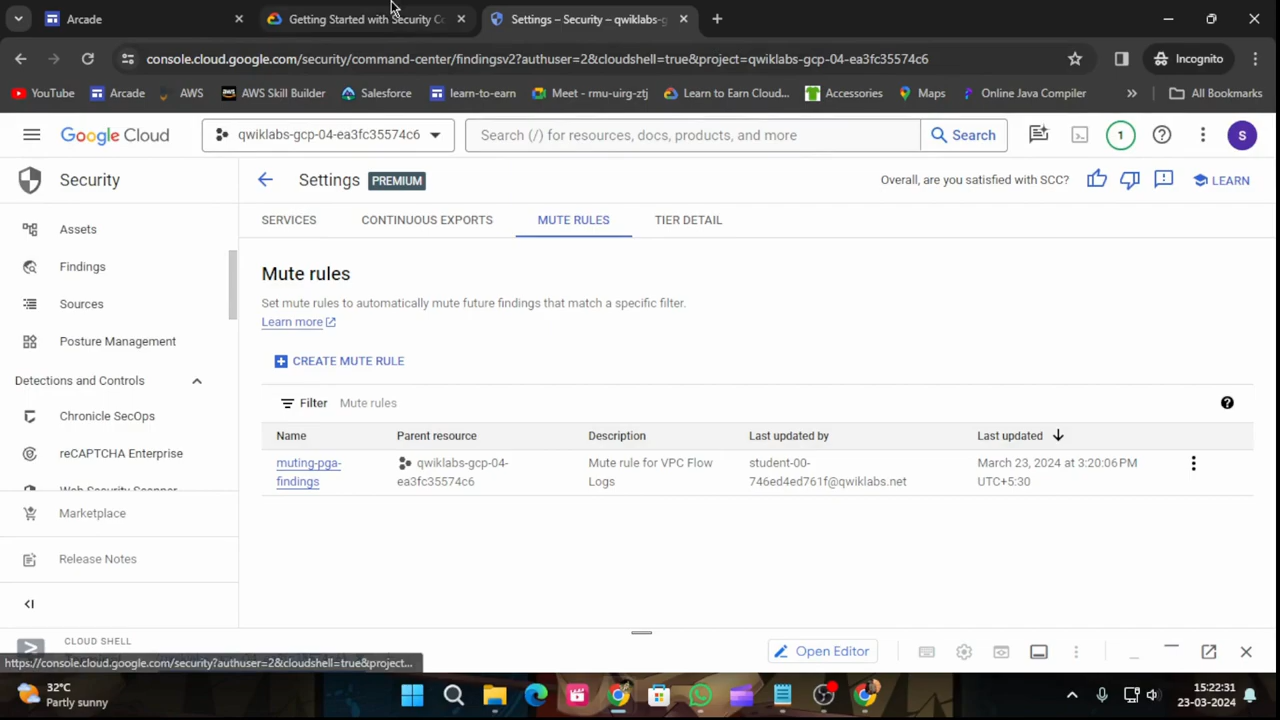 Arcade
Getting Started with Security Co
Settings – Security – qwiklabs-g
console.cloud.google.com/security/command-center/findingsv2?authuser=2&cloudshell=true&project=qwiklabs-gcp-04-ea3fc35574c6
Incognito
YouTube
Arcade
AWS
AWS Skill Builder
Salesforce
learn-to-earn
Meet - rmu-uirg-ztj
Learn to Earn Cloud...
Accessories
Maps
Online Java Compiler
»
All Bookmarks
Google Cloud
qwiklabs-gcp-04-ea3fc35574c6
Search (/) for resources, docs, products, and more
Search
1
S
Security
Settings
PREMIUM
Overall, are you satisfied with SCC?
LEARN
SERVICES
CONTINUOUS EXPORTS
MUTE RULES
TIER DETAIL
Assets
Findings
Sources
Posture Management
Detections and Controls
Chronicle SecOps
reCAPTCHA Enterprise
Web Security Scanner
Marketplace
Release Notes
Mute rules
Set mute rules to automatically mute future findings that match a specific filter.
Learn more
CREATE MUTE RULE
Filter Mute rules
Name Parent resource Description Last updated by Last updated
muting-pga- qwiklabs-gcp-04- Mute rule for VPC Flow student-00- March 23, 2024 at 3:20:06 PM
findings ea3fc35574c6 Logs 746ed4ed761f@qwiklabs.net UTC+5:30
CLOUD SHELL
Open Editor
https://console.cloud.google.com/security?authuser=2&cloudshell=true&project...
32°C
Partly sunny
15:22:31
23-03-2024